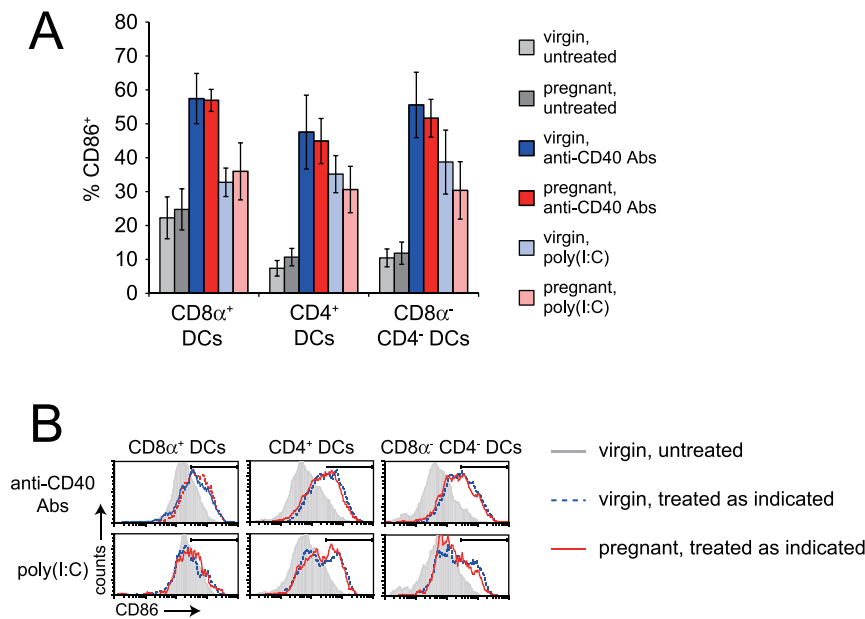 A
80
70
60
50
40
30
20
10
0
% CD86⁺
CD8α⁺
DCs
CD4⁺
DCs
CD8α⁻
CD4⁻ DCs
virgin,
untreated
pregnant,
untreated
virgin,
anti-CD40 Abs
pregnant,
anti-CD40 Abs
virgin,
poly(I:C)
pregnant,
poly(I:C)
B
CD8α⁺ DCs
CD4⁺ DCs
CD8α⁻ CD4⁻ DCs
anti-CD40
Abs
poly(I:C)
counts
CD86
virgin, untreated
virgin, treated as indicated
pregnant, treated as indicated